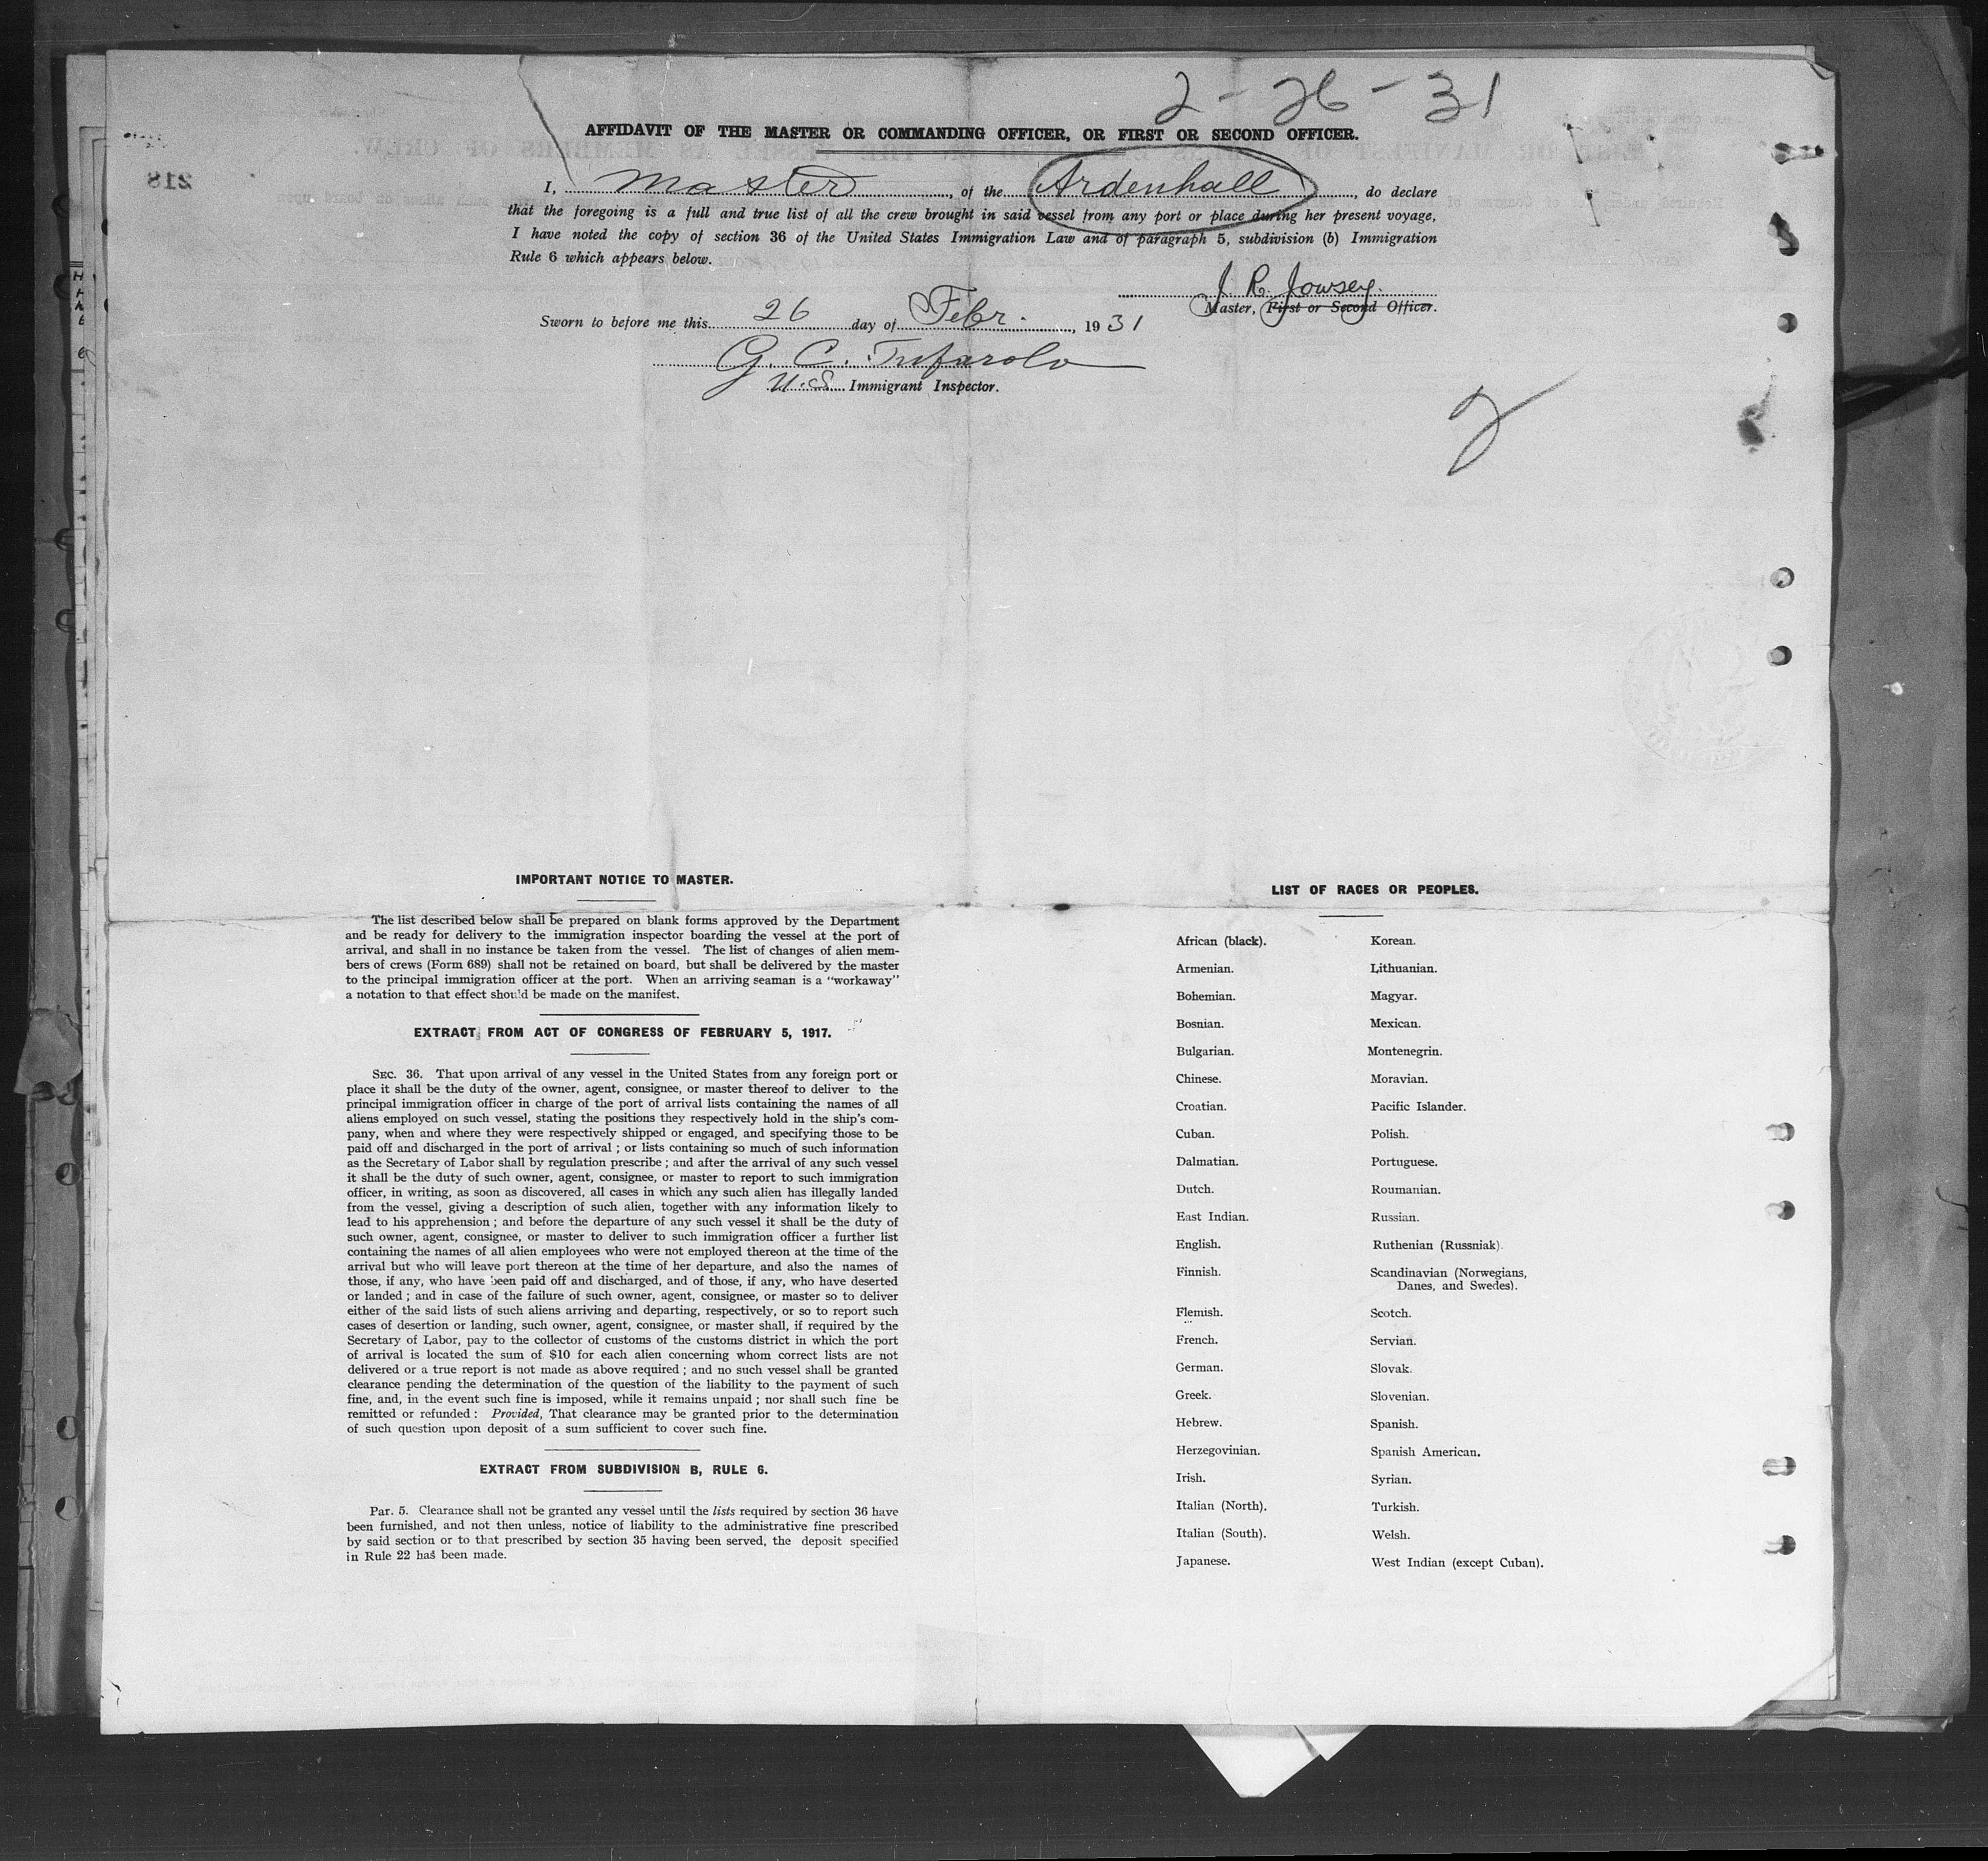 2-26-31
AFFIDAVIT OF THE MASTER OR COMMANDING OFFICER, OR FIRST OR SECOND OFFICER.
218
I, Master, of the Ardenhall, do declare
that the foregoing is a full and true list of all the crew brought in said vessel from any port or place during her present voyage,
I have noted the copy of section 36 of the United States Immigration Law and of paragraph 5, subdivision (b) Immigration
Rule 6 which appears below.
J R. Jowsey.
Master, First or Second Officer.
Sworn to before me this 26 day of Febr., 1931
G. C. Tufarolo
U.S. Immigrant Inspector.
2
IMPORTANT NOTICE TO MASTER.
The list described below shall be prepared on blank forms approved by the Department
and be ready for delivery to the immigration inspector boarding the vessel at the port of
arrival, and shall in no instance be taken from the vessel. The list of changes of alien mem-
bers of crews (Form 689) shall not be retained on board, but shall be delivered by the master
to the principal immigration officer at the port. When an arriving seaman is a "workaway"
a notation to that effect should be made on the manifest.
EXTRACT FROM ACT OF CONGRESS OF FEBRUARY 5, 1917.
SEC. 36. That upon arrival of any vessel in the United States from any foreign port or
place it shall be the duty of the owner, agent, consignee, or master thereof to deliver to the
principal immigration officer in charge of the port of arrival lists containing the names of all
aliens employed on such vessel, stating the positions they respectively hold in the ship's com-
pany, when and where they were respectively shipped or engaged, and specifying those to be
paid off and discharged in the port of arrival; or lists containing so much of such information
as the Secretary of Labor shall by regulation prescribe; and after the arrival of any such vessel
it shall be the duty of such owner, agent, consignee, or master to report to such immigration
officer, in writing, as soon as discovered, all cases in which any such alien has illegally landed
from the vessel, giving a description of such alien, together with any information likely to
lead to his apprehension; and before the departure of any such vessel it shall be the duty of
such owner, agent, consignee, or master to deliver to such immigration officer a further list
containing the names of all alien employees who were not employed thereon at the time of the
arrival but who will leave port thereon at the time of her departure, and also the names of
those, if any, who have been paid off and discharged, and of those, if any, who have deserted
or landed; and in case of the failure of such owner, agent, consignee, or master so to deliver
either of the said lists of such aliens arriving and departing, respectively, or so to report such
cases of desertion or landing, such owner, agent, consignee, or master shall, if required by the
Secretary of Labor, pay to the collector of customs of the customs district in which the port
of arrival is located the sum of $10 for each alien concerning whom correct lists are not
delivered or a true report is not made as above required; and no such vessel shall be granted
clearance pending the determination of the question of the liability to the payment of such
fine, and, in the event such fine is imposed, while it remains unpaid; nor shall such fine be
remitted or refunded: Provided, That clearance may be granted prior to the determination
of such question upon deposit of a sum sufficient to cover such fine.
EXTRACT FROM SUBDIVISION B, RULE 6.
Par. 5. Clearance shall not be granted any vessel until the lists required by section 36 have
been furnished, and not then unless, notice of liability to the administrative fine prescribed
by said section or to that prescribed by section 35 having been served, the deposit specified
in Rule 22 has been made.
LIST OF RACES OR PEOPLES.
African (black).
Armenian.
Bohemian.
Bosnian.
Bulgarian.
Chinese.
Croatian.
Cuban.
Dalmatian.
Dutch.
East Indian.
English.
Finnish.
Flemish.
French.
German.
Greek.
Hebrew.
Herzegovinian.
Irish.
Italian (North).
Italian (South).
Japanese.
Korean.
Lithuanian.
Magyar.
Mexican.
Montenegrin.
Moravian.
Pacific Islander.
Polish.
Portuguese.
Roumanian.
Russian.
Ruthenian (Russniak).
Scandinavian (Norwegians,
Danes, and Swedes).
Scotch.
Servian.
Slovak.
Slovenian.
Spanish.
Spanish American.
Syrian.
Turkish.
Welsh.
West Indian (except Cuban).